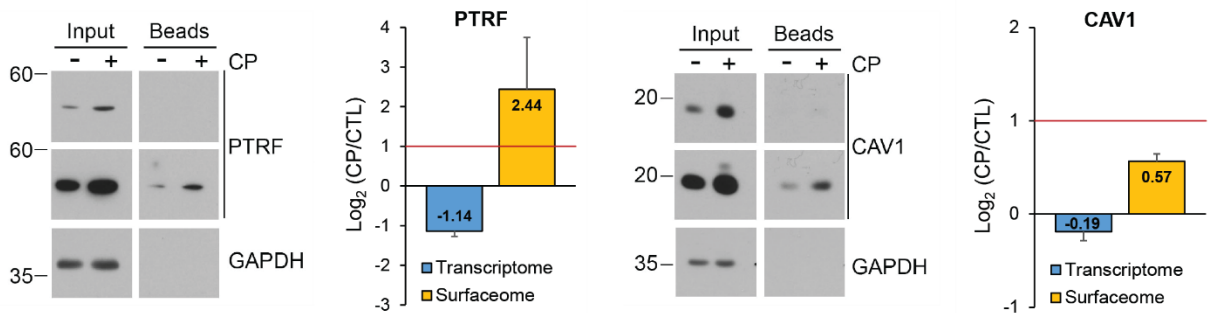 Input Beads
- + - + CP
60
60
PTRF
35
GAPDH
PTRF
Log2 (CP/CTL)
4
3
2
1
0
-1
-2
-3
2.44
-1.14
Transcriptome
Surfaceome
Input Beads
- + - + CP
20
20
CAV1
35
GAPDH
CAV1
Log2 (CP/CTL)
2
1
0
-1
0.57
-0.19
Transcriptome
Surfaceome